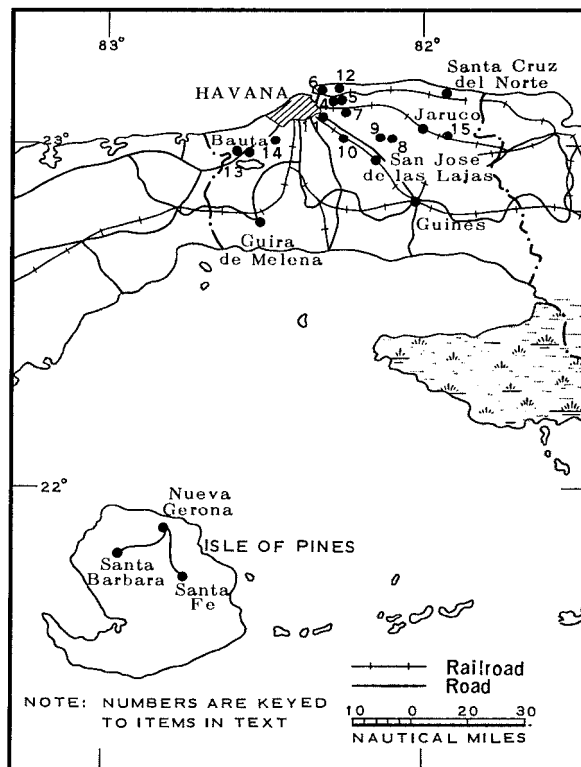 83
82
6
12
Santa Cruz
del Norte
HAVANA
4
5
7
Jaruco
23
Bauta
9
15
14
10
8
San Jose
de las Lajas
13
Guines
Guira
de Melena
22°
Nueva
Gerona
ISLE OF PINES
Santa
Barbara
Santa
Fe
Railroad
Road
NOTE: NUMBERS ARE KEYED
TO ITEMS IN TEXT
10 0 10 20 30
NAUTICAL MILES